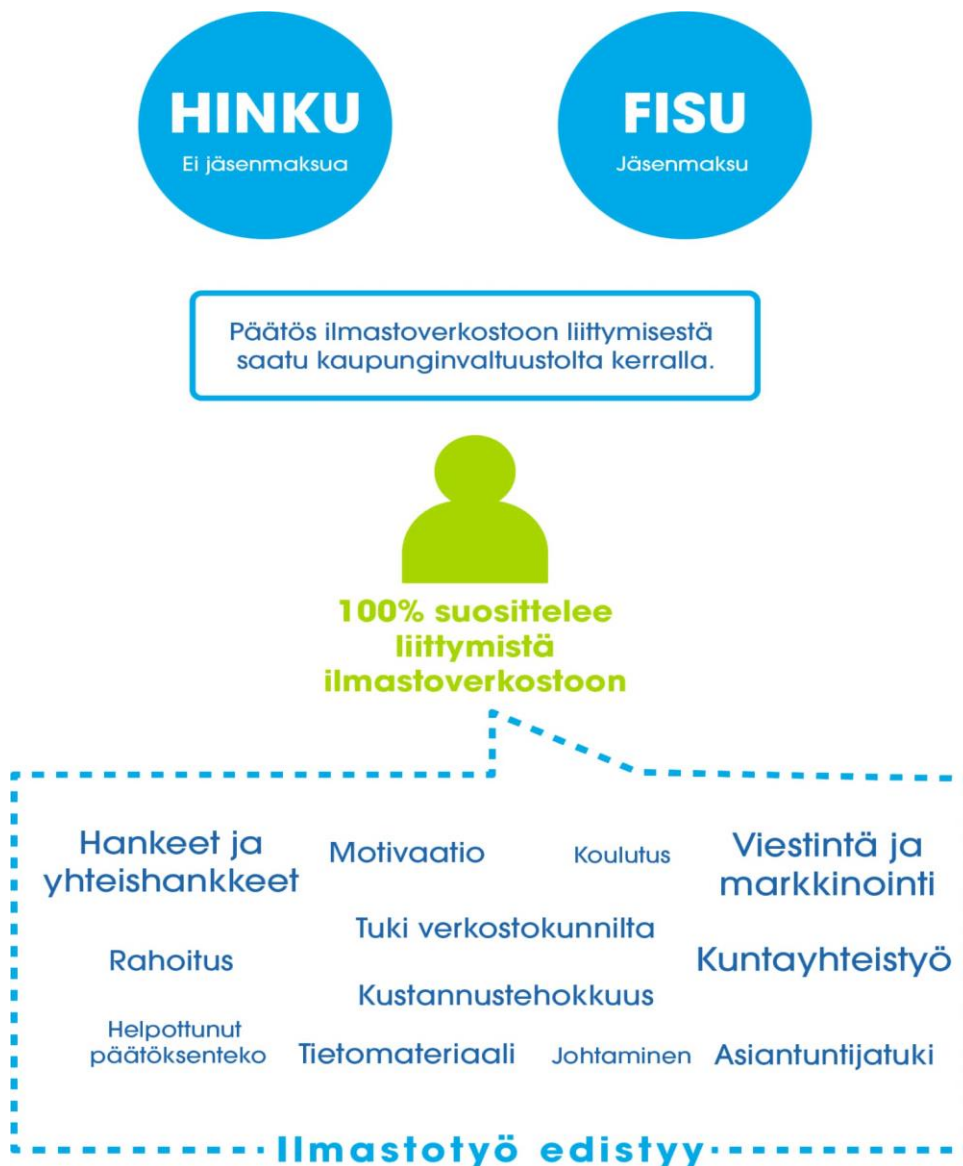 HINKU
Ei jäsenmaksua
FISU
Jäsenmaksu
Päätös ilmastoverkostoon liittymisestä
saatu kaupunginvaltuustolta kerralla.
100% suosittelee
liittymistä
ilmastoverkostoon
Hankeet ja
yhteishankkeet
Motivaatio
Koulutus
Viestintä ja
markkinointi
Tuki verkostokunnilta
Rahoitus
Kuntayhteistyö
Kustannustehokkuus
Helpottunut
päätöksenteko
Tietomateriaali
Johtaminen
Asiantuntijatuki
Ilmastotyö edistyy